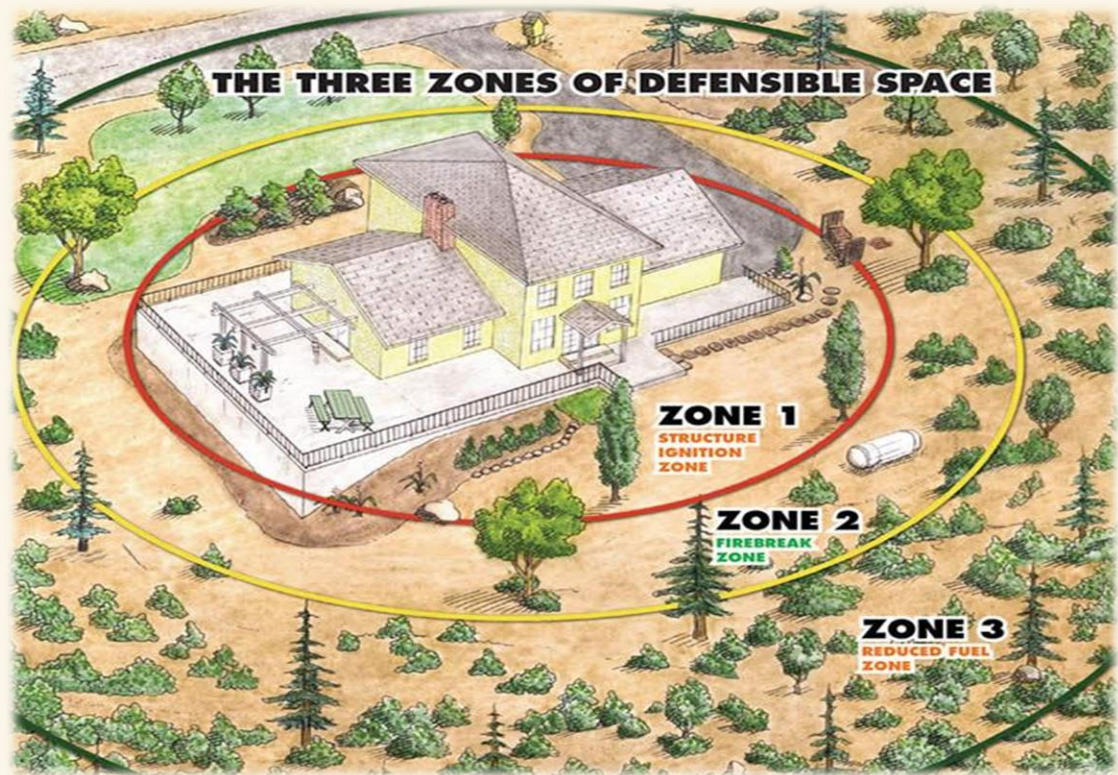 THE THREE ZONES OF DEFENSIBLE SPACE
ZONE 1
STRUCTURE
IGNITION
ZONE
ZONE 2
FIREBREAK
ZONE
ZONE 3
REDUCED FUEL
ZONE